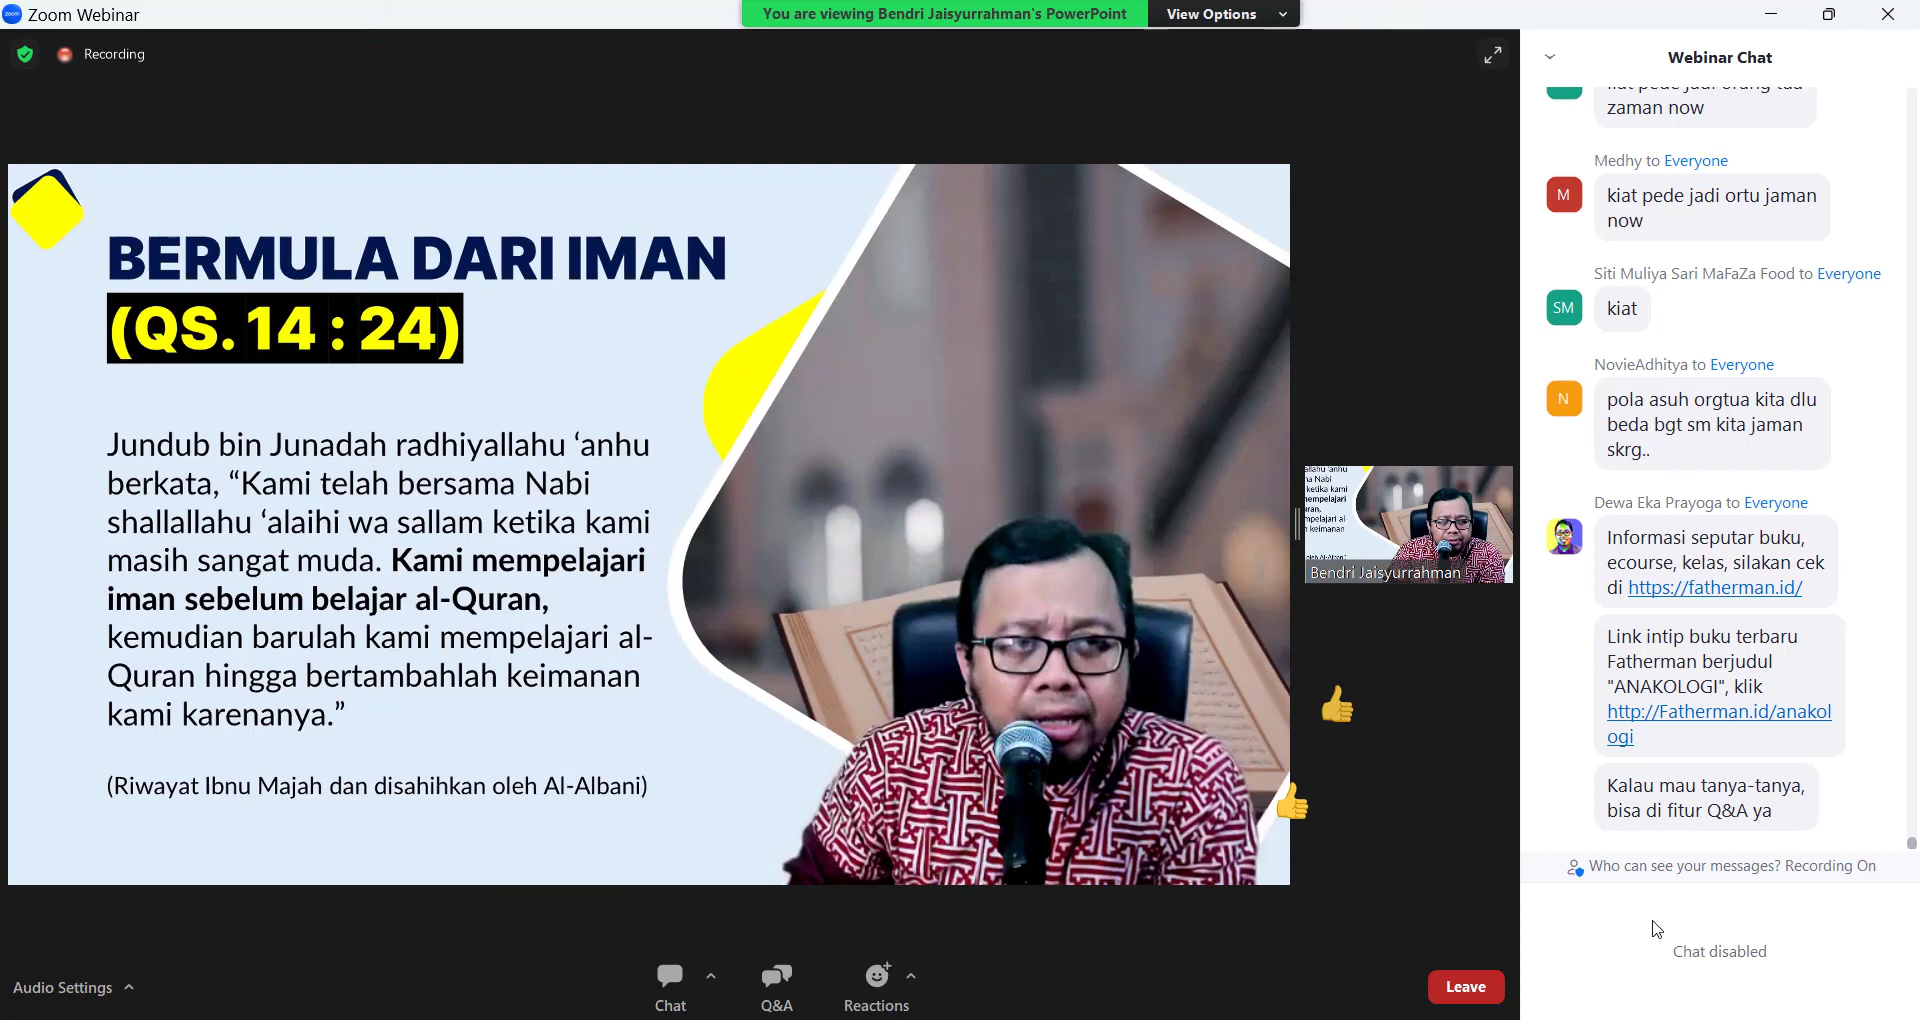 Zoom Webinar
You are viewing Bendri Jaisyurrahman's PowerPoint
View Options
Recording
BERMULA DARI IMAN
(QS. 14 : 24)
Jundub bin Junadah radhiyallahu ‘anhu
berkata, “Kami telah bersama Nabi
shallallahu ‘alaihi wa sallam ketika kami
masih sangat muda. Kami mempelajari
iman sebelum belajar al-Quran,
kemudian barulah kami mempelajari al-
Quran hingga bertambahlah keimanan
kami karenanya.”
(Riwayat Ibnu Majah dan disahihkan oleh Al-Albani)
Bendri Jaisyurrahman
Audio Settings
Chat
Q&A
Reactions
Leave
Webinar Chat
zaman now
Medhy to Everyone
M
kiat pede jadi ortu jaman
now
Siti Muliya Sari MaFaZa Food to Everyone
SM
kiat
NovieAdhitya to Everyone
N
pola asuh orgtua kita dlu
beda bgt sm kita jaman
skrg..
Dewa Eka Prayoga to Everyone
Informasi seputar buku,
ecourse, kelas, silakan cek
di https://fatherman.id/
Link intip buku terbaru
Fatherman berjudul
"ANAKOLOGI", klik
http://Fatherman.id/anakol
ogi
Kalau mau tanya-tanya,
bisa di fitur Q&A ya
Who can see your messages? Recording On
Chat disabled